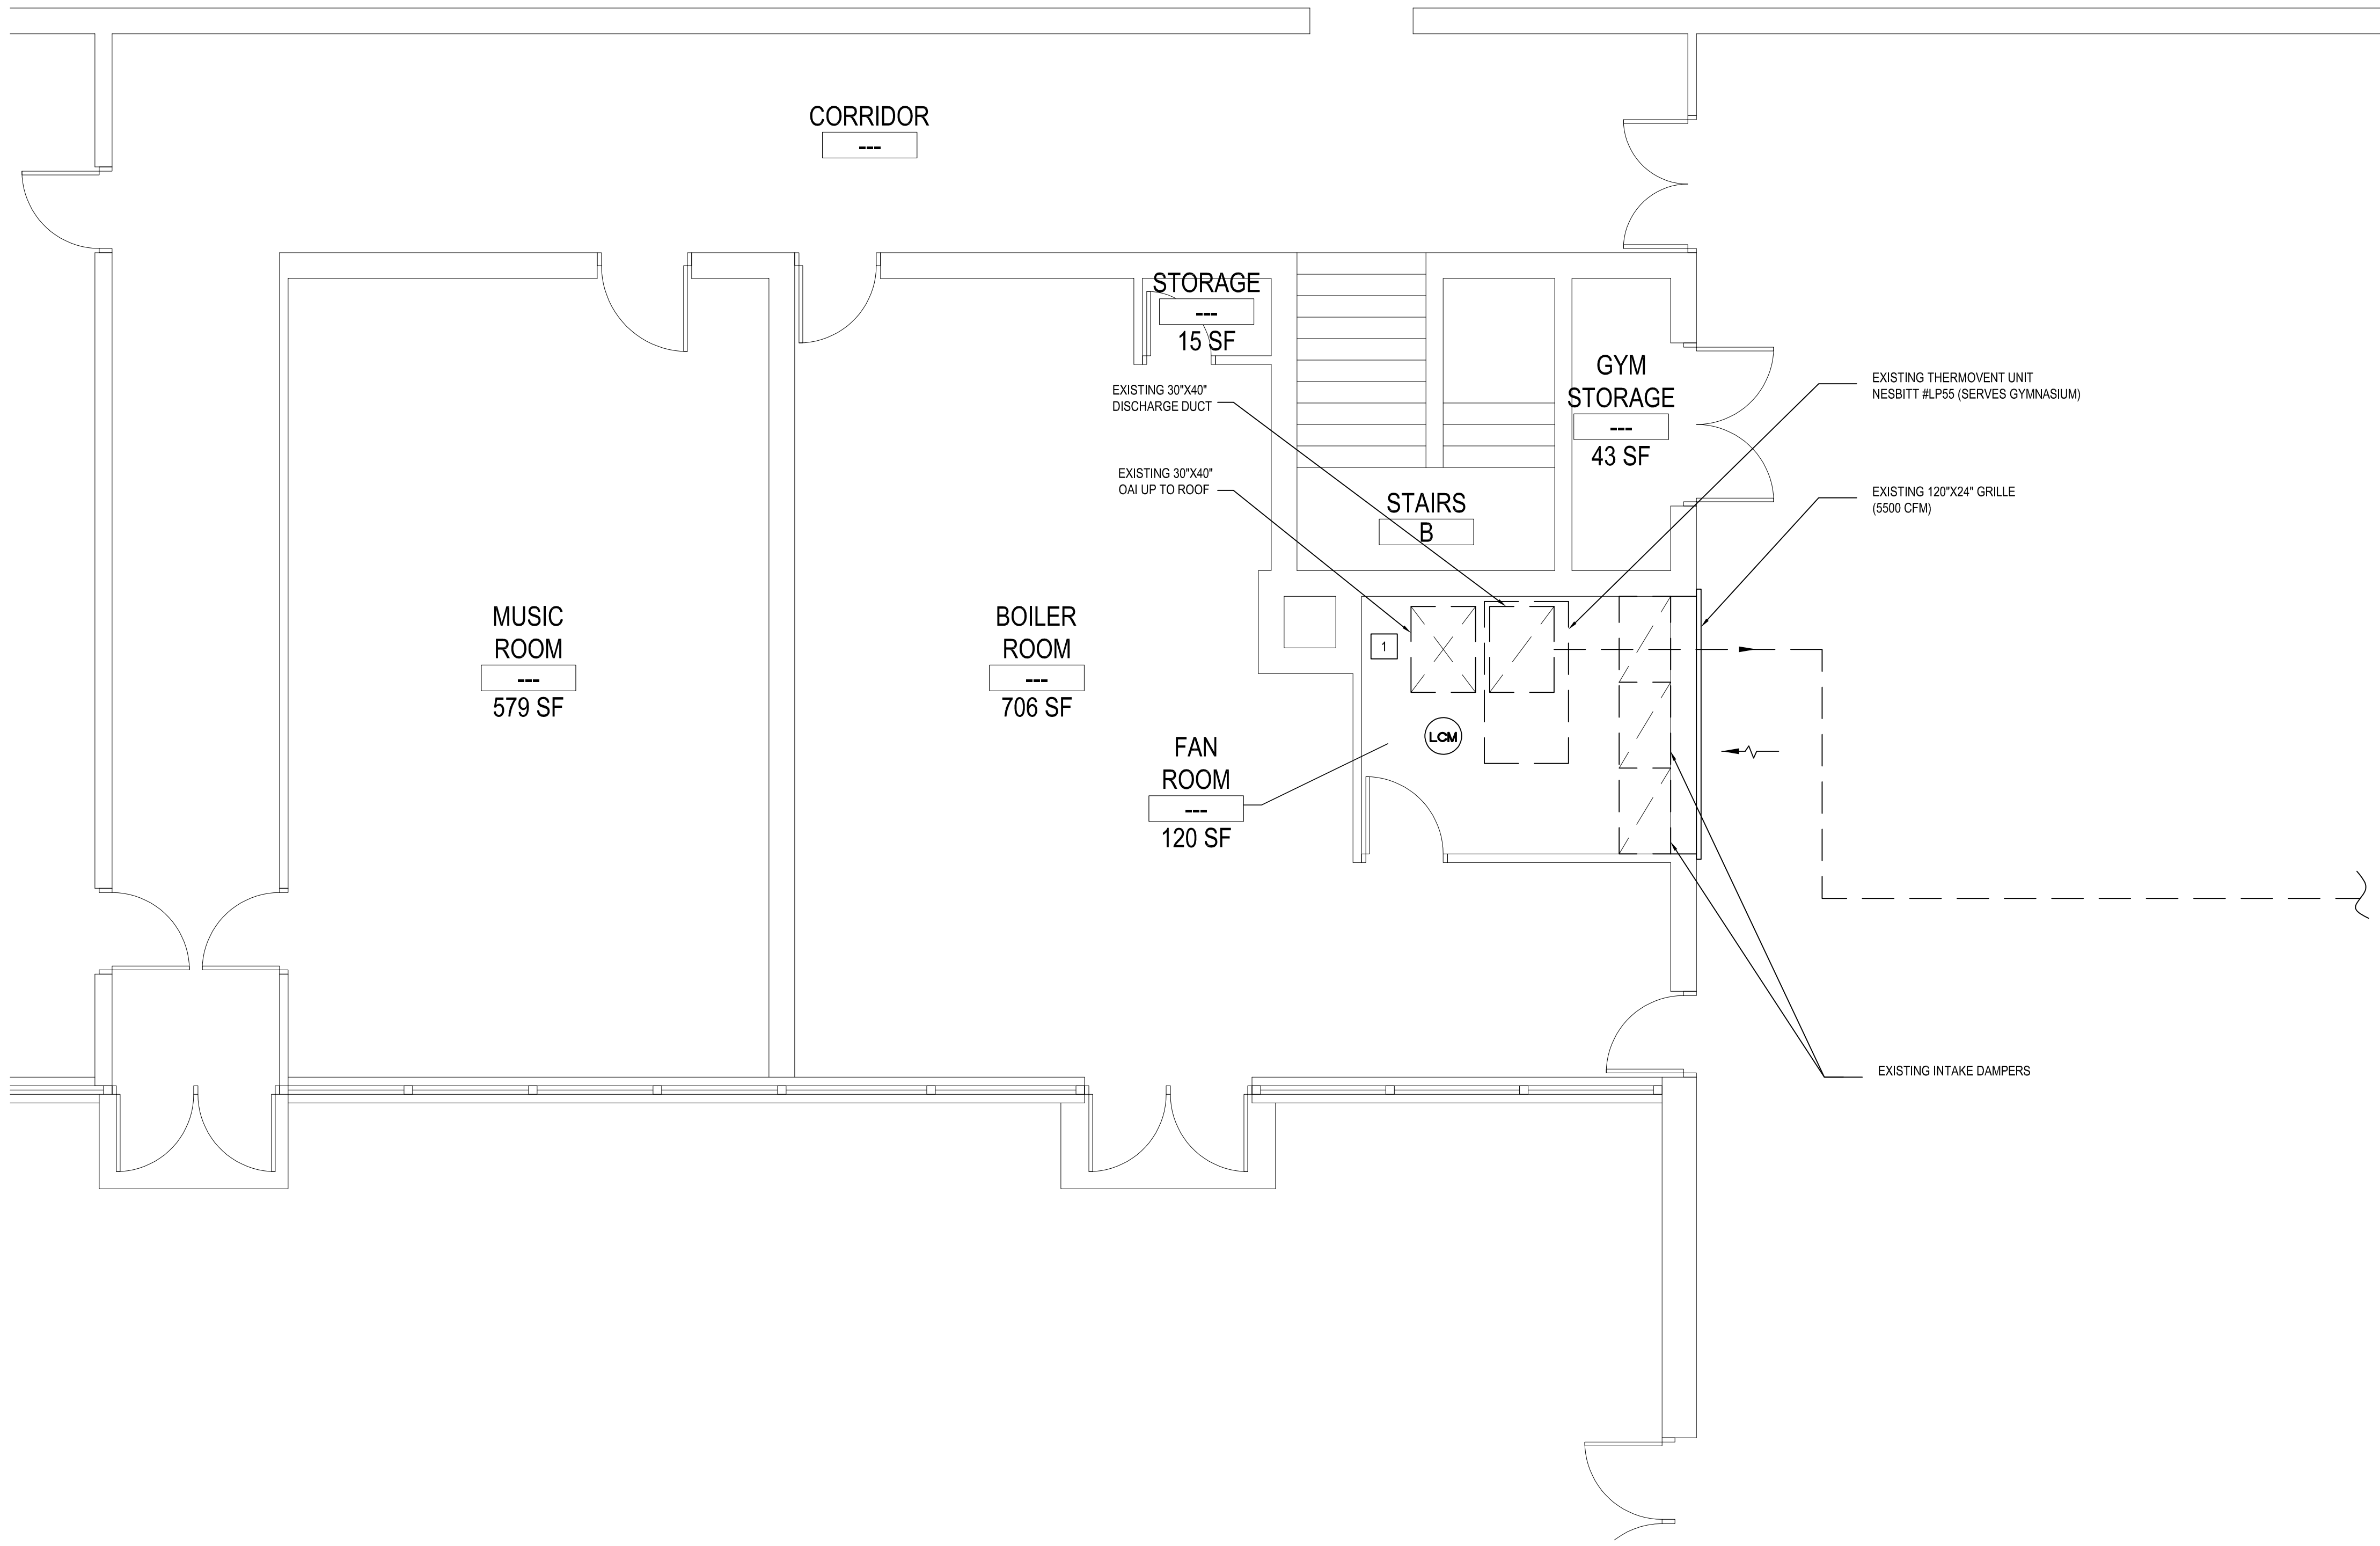 CORRIDOR
---
STORAGE
---
15 SF
GYM
STORAGE
---
43 SF
EXISTING 30"X40"
DISCHARGE DUCT
EXISTING THERMOVENT UNIT
NESBITT #LP55 (SERVES GYMNASIUM)
EXISTING 30"X40"
OAI UP TO ROOF
STAIRS
B
EXISTING 120"X24" GRILLE
(5500 CFM)
MUSIC
ROOM
---
579 SF
BOILER
ROOM
---
706 SF
1
LCM
FAN
ROOM
---
120 SF
EXISTING INTAKE DAMPERS